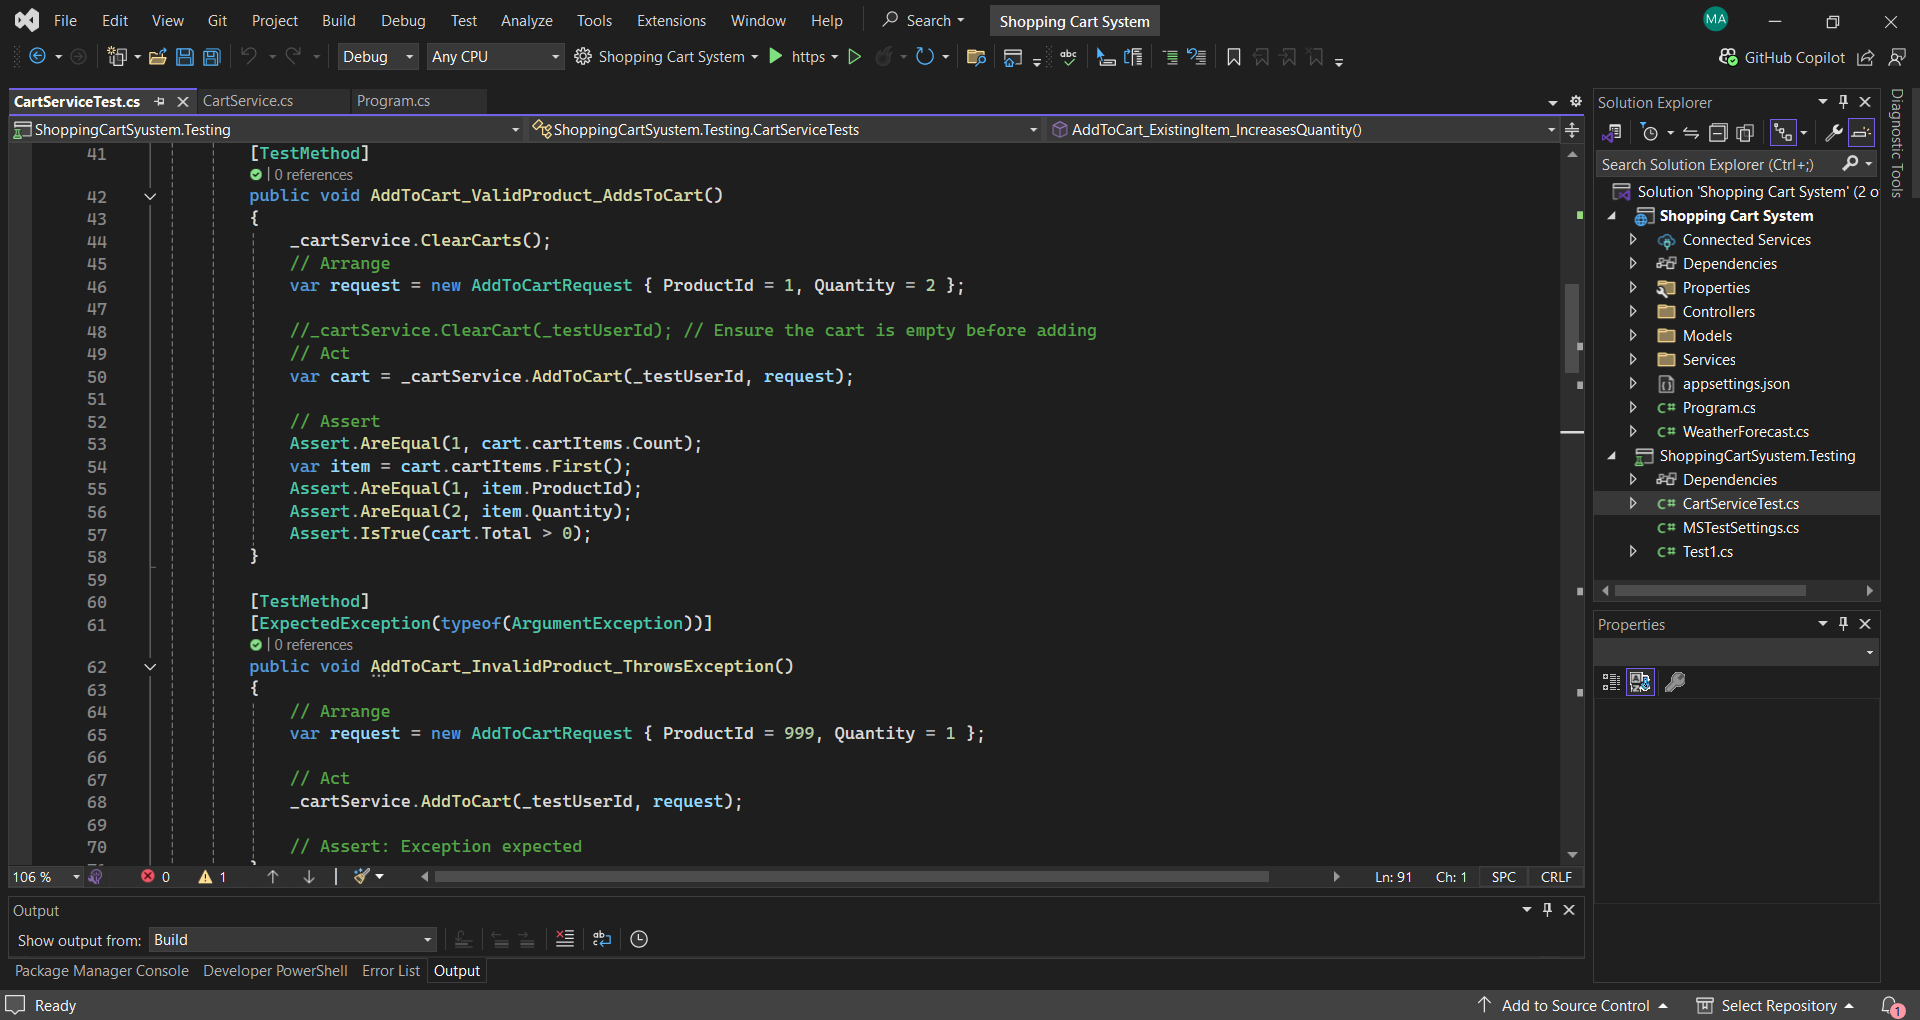 File Edit View Git Project Build Debug Test Analyze Tools Extensions Window Help Search Shopping Cart System MA
Debug Any CPU Shopping Cart System https GitHub Copilot
CartServiceTest.cs CartService.cs Program.cs
ShoppingCartSyustem.Testing ShoppingCartSyustem.Testing.CartServiceTests AddToCart_ExistingItem_IncreasesQuantity()
41 [TestMethod]
0 references
42 public void AddToCart_ValidProduct_AddsToCart()
43 {
44 _cartService.ClearCarts();
45 // Arrange
46 var request = new AddToCartRequest { ProductId = 1, Quantity = 2 };
47
48 //_cartService.ClearCart(_testUserId); // Ensure the cart is empty before adding
49 // Act
50 var cart = _cartService.AddToCart(_testUserId, request);
51
52 // Assert
53 Assert.AreEqual(1, cart.cartItems.Count);
54 var item = cart.cartItems.First();
55 Assert.AreEqual(1, item.ProductId);
56 Assert.AreEqual(2, item.Quantity);
57 Assert.IsTrue(cart.Total > 0);
58 }
59
60 [TestMethod]
61 [ExpectedException(typeof(ArgumentException))]
0 references
62 public void AddToCart_InvalidProduct_ThrowsException()
63 {
64 // Arrange
65 var request = new AddToCartRequest { ProductId = 999, Quantity = 1 };
66
67 // Act
68 _cartService.AddToCart(_testUserId, request);
69
70 // Assert: Exception expected
106 % 0 1 Ln: 91 Ch: 1 SPC CRLF
Output
Show output from: Build
Package Manager Console Developer PowerShell Error List Output
Solution Explorer
Search Solution Explorer (Ctrl+;)
Solution 'Shopping Cart System' (2 o
Shopping Cart System
Connected Services
Dependencies
Properties
Controllers
Models
Services
appsettings.json
C# Program.cs
C# WeatherForecast.cs
ShoppingCartSyustem.Testing
Dependencies
C# CartServiceTest.cs
C# MSTestSettings.cs
C# Test1.cs
Properties
Diagnostic Tools
Ready Add to Source Control Select Repository 1